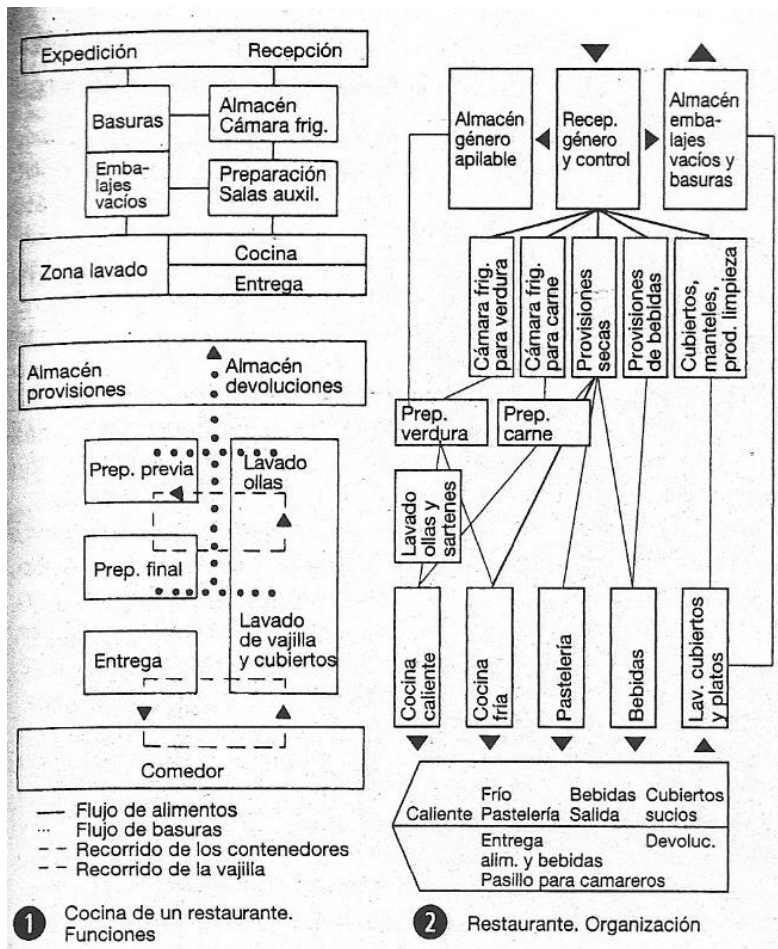 Expedición
Recepción
Basuras
Almacén
Cámara frig.
Emba-
lajes
vacíos
Preparación
Salas auxil.
Zona lavado
Cocina
Entrega
Almacén
provisiones
Almacén
devoluciones
Prep. previa
Lavado
ollas
Prep. final
Lavado
de vajilla
y cubiertos
Entrega
Comedor
Flujo de alimentos
Flujo de basuras
Recorrido de los contenedores
Recorrido de la vajilla
1
Cocina de un restaurante.
Funciones
Almacén
género
apilable
Recep.
género
y control
Almacén
emba-
lajes
vacíos y
basuras
Cámara frig.
para verdura
Cámara frig.
para carne
Provisiones
secas
Provisiones
de bebidas
Cubiertos,
manteles,
prod. limpieza
Prep.
verdura
Prep.
carne
Lavado
ollas y
sartenes
Cocina
caliente
Cocina
fría
Pastelería
Bebidas
Lav. cubiertos
y platos
Caliente
Frío
Pastelería
Bebidas
Salida
Cubiertos
sucios
Entrega
alim. y bebidas
Pasillo para camareros
Devoluc.
2
Restaurante. Organización